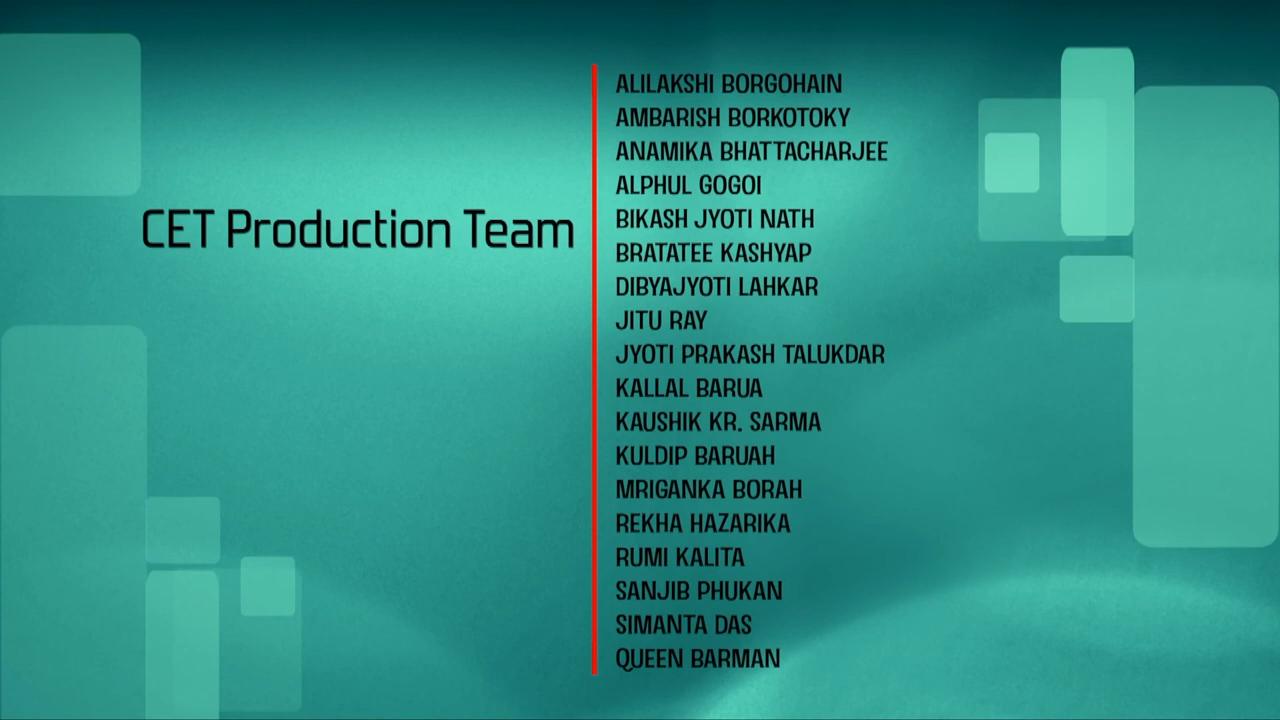 CET Production Team
ALILAKSHI BORGOHAIN
AMBARISH BORKOTOKY
ANAMIKA BHATTACHARJEE
ALPHUL GOGOI
BIKASH JYOTI NATH
BRATATEE KASHYAP
DIBYAJYOTI LAHKAR
JITU RAY
JYOTI PRAKASH TALUKDAR
KALLAL BARUA
KAUSHIK KR. SARMA
KULDIP BARUAH
MRIGANKA BORAH
REKHA HAZARIKA
RUMI KALITA
SANJIB PHUKAN
SIMANTA DAS
QUEEN BARMAN